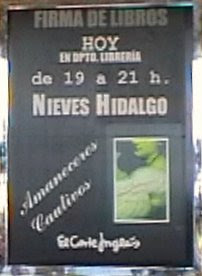 FIRMA DE LIBROS
HOY
EN DPTO. LIBRERÍA
de 19 a 21 h.
NIEVES HIDALGO
Amaneceres
Cautivos
El Corte Inglés